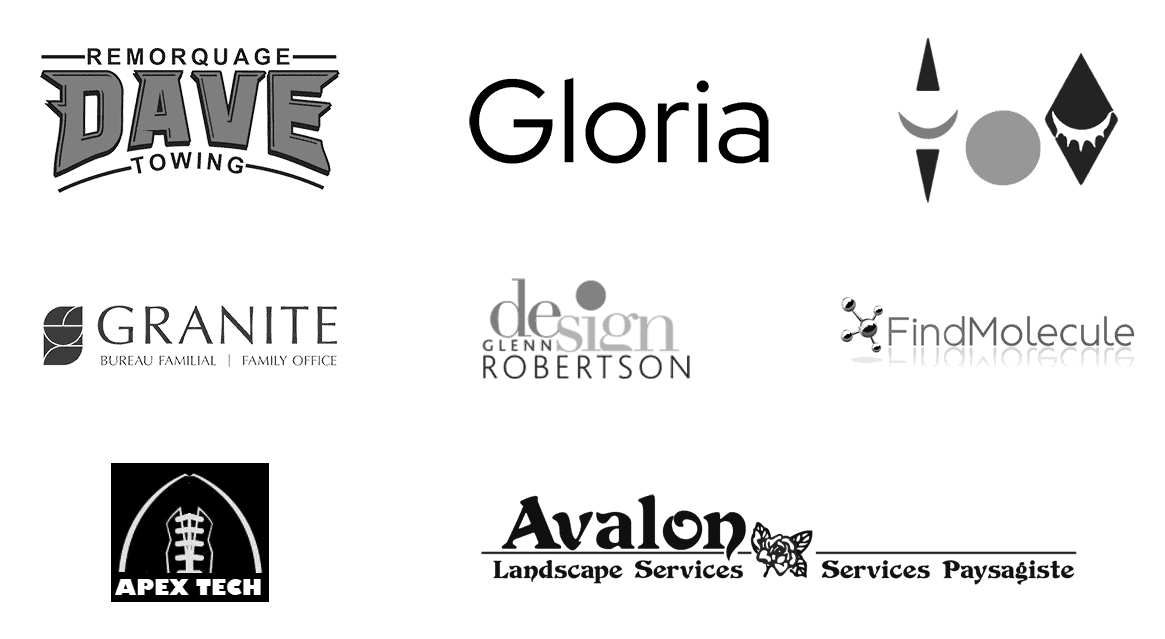 REMORQUAGE
DAVE
TOWING
Gloria
GRANITE
BUREAU FAMILIAL | FAMILY OFFICE
design
GLENN
ROBERTSON
FindMolecule
APEX TECH
Avalon
Landscape Services Services Paysagiste